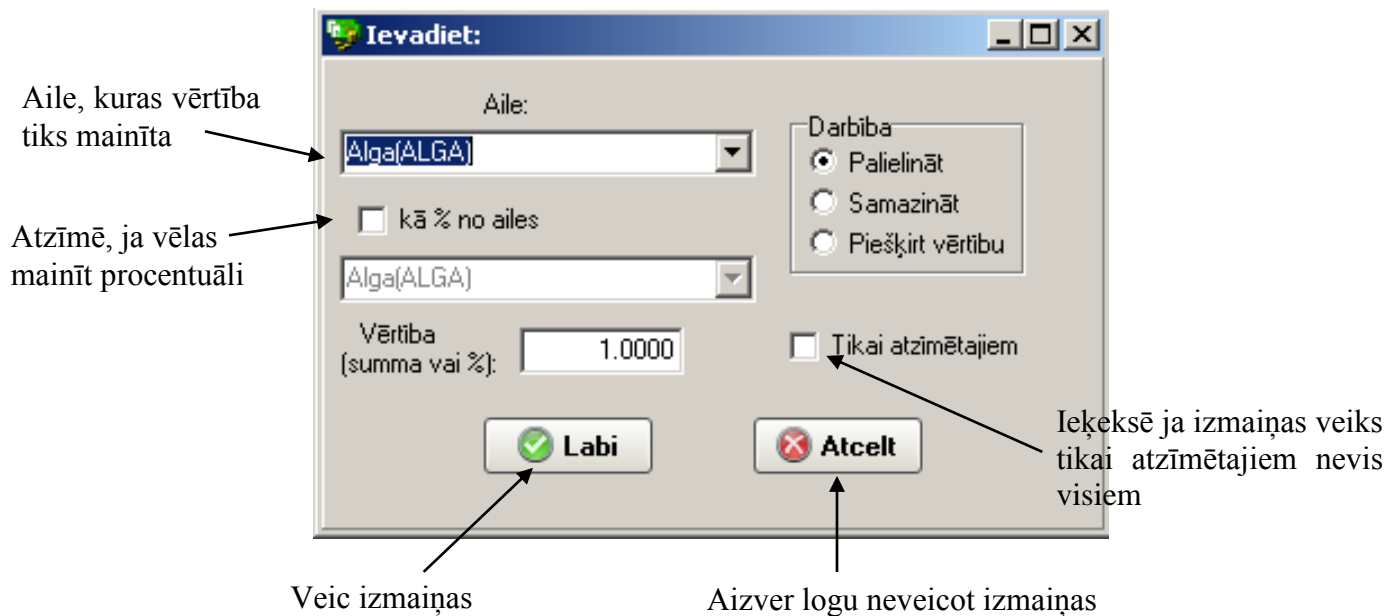 Ievadiet:
Aile, kuras vērtība
tiks mainīta
Aile:
Alga(ALGA)
Darbība
Palielināt
Samazināt
Piešķirt vērtību
Atzīmē, ja vēlas
mainīt procentuāli
kā % no ailes
Alga(ALGA)
Vērtība
(summa vai %):
1.0000
Tikai atzīmētajiem
Labi
Atcelt
Ieķeksē ja izmaiņas veiks
tikai atzīmētajiem nevis
visiem
Veic izmaiņas
Aizver logu neveicot izmaiņas